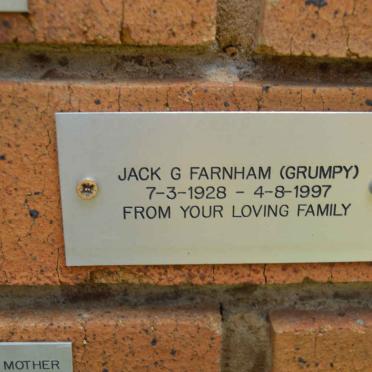 JACK G FARNHAM (GRUMPY)
7-3-1928 - 4-8-1997
FROM YOUR LOVING FAMILY
MOTHER